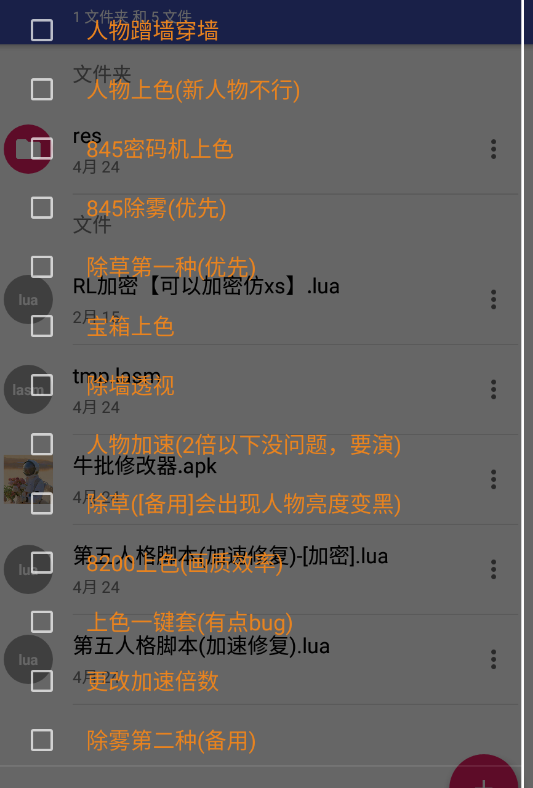 1 文件夹 和 5 文件
人物蹭墙穿墙
文件夹
人物上色(新人物不行)
res
845密码机上色
4月 24
845除雾(优先)
文件
除草第一种(优先)
RL加密【可以加密仿xs】.lua
lua
2月 15
宝箱上色
tmp.lasm
lasm
除墙透视
4月 24
人物加速(2倍以下没问题，要演)
牛批修改器.apk
4月
除草([备用]会出现人物亮度变黑)
第五人格脚本(加速修复)-[加密].lua
lua
8200上色(画质效率)
4月 24
上色一键套(有点bug)
第五人格脚本(加速修复).lua
lua
4月
更改加速倍数
除雾第二种(备用)